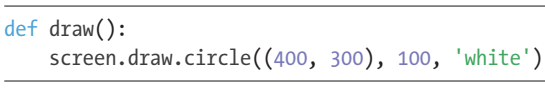 def draw():
    screen.draw.circle((400, 300), 100, 'white')